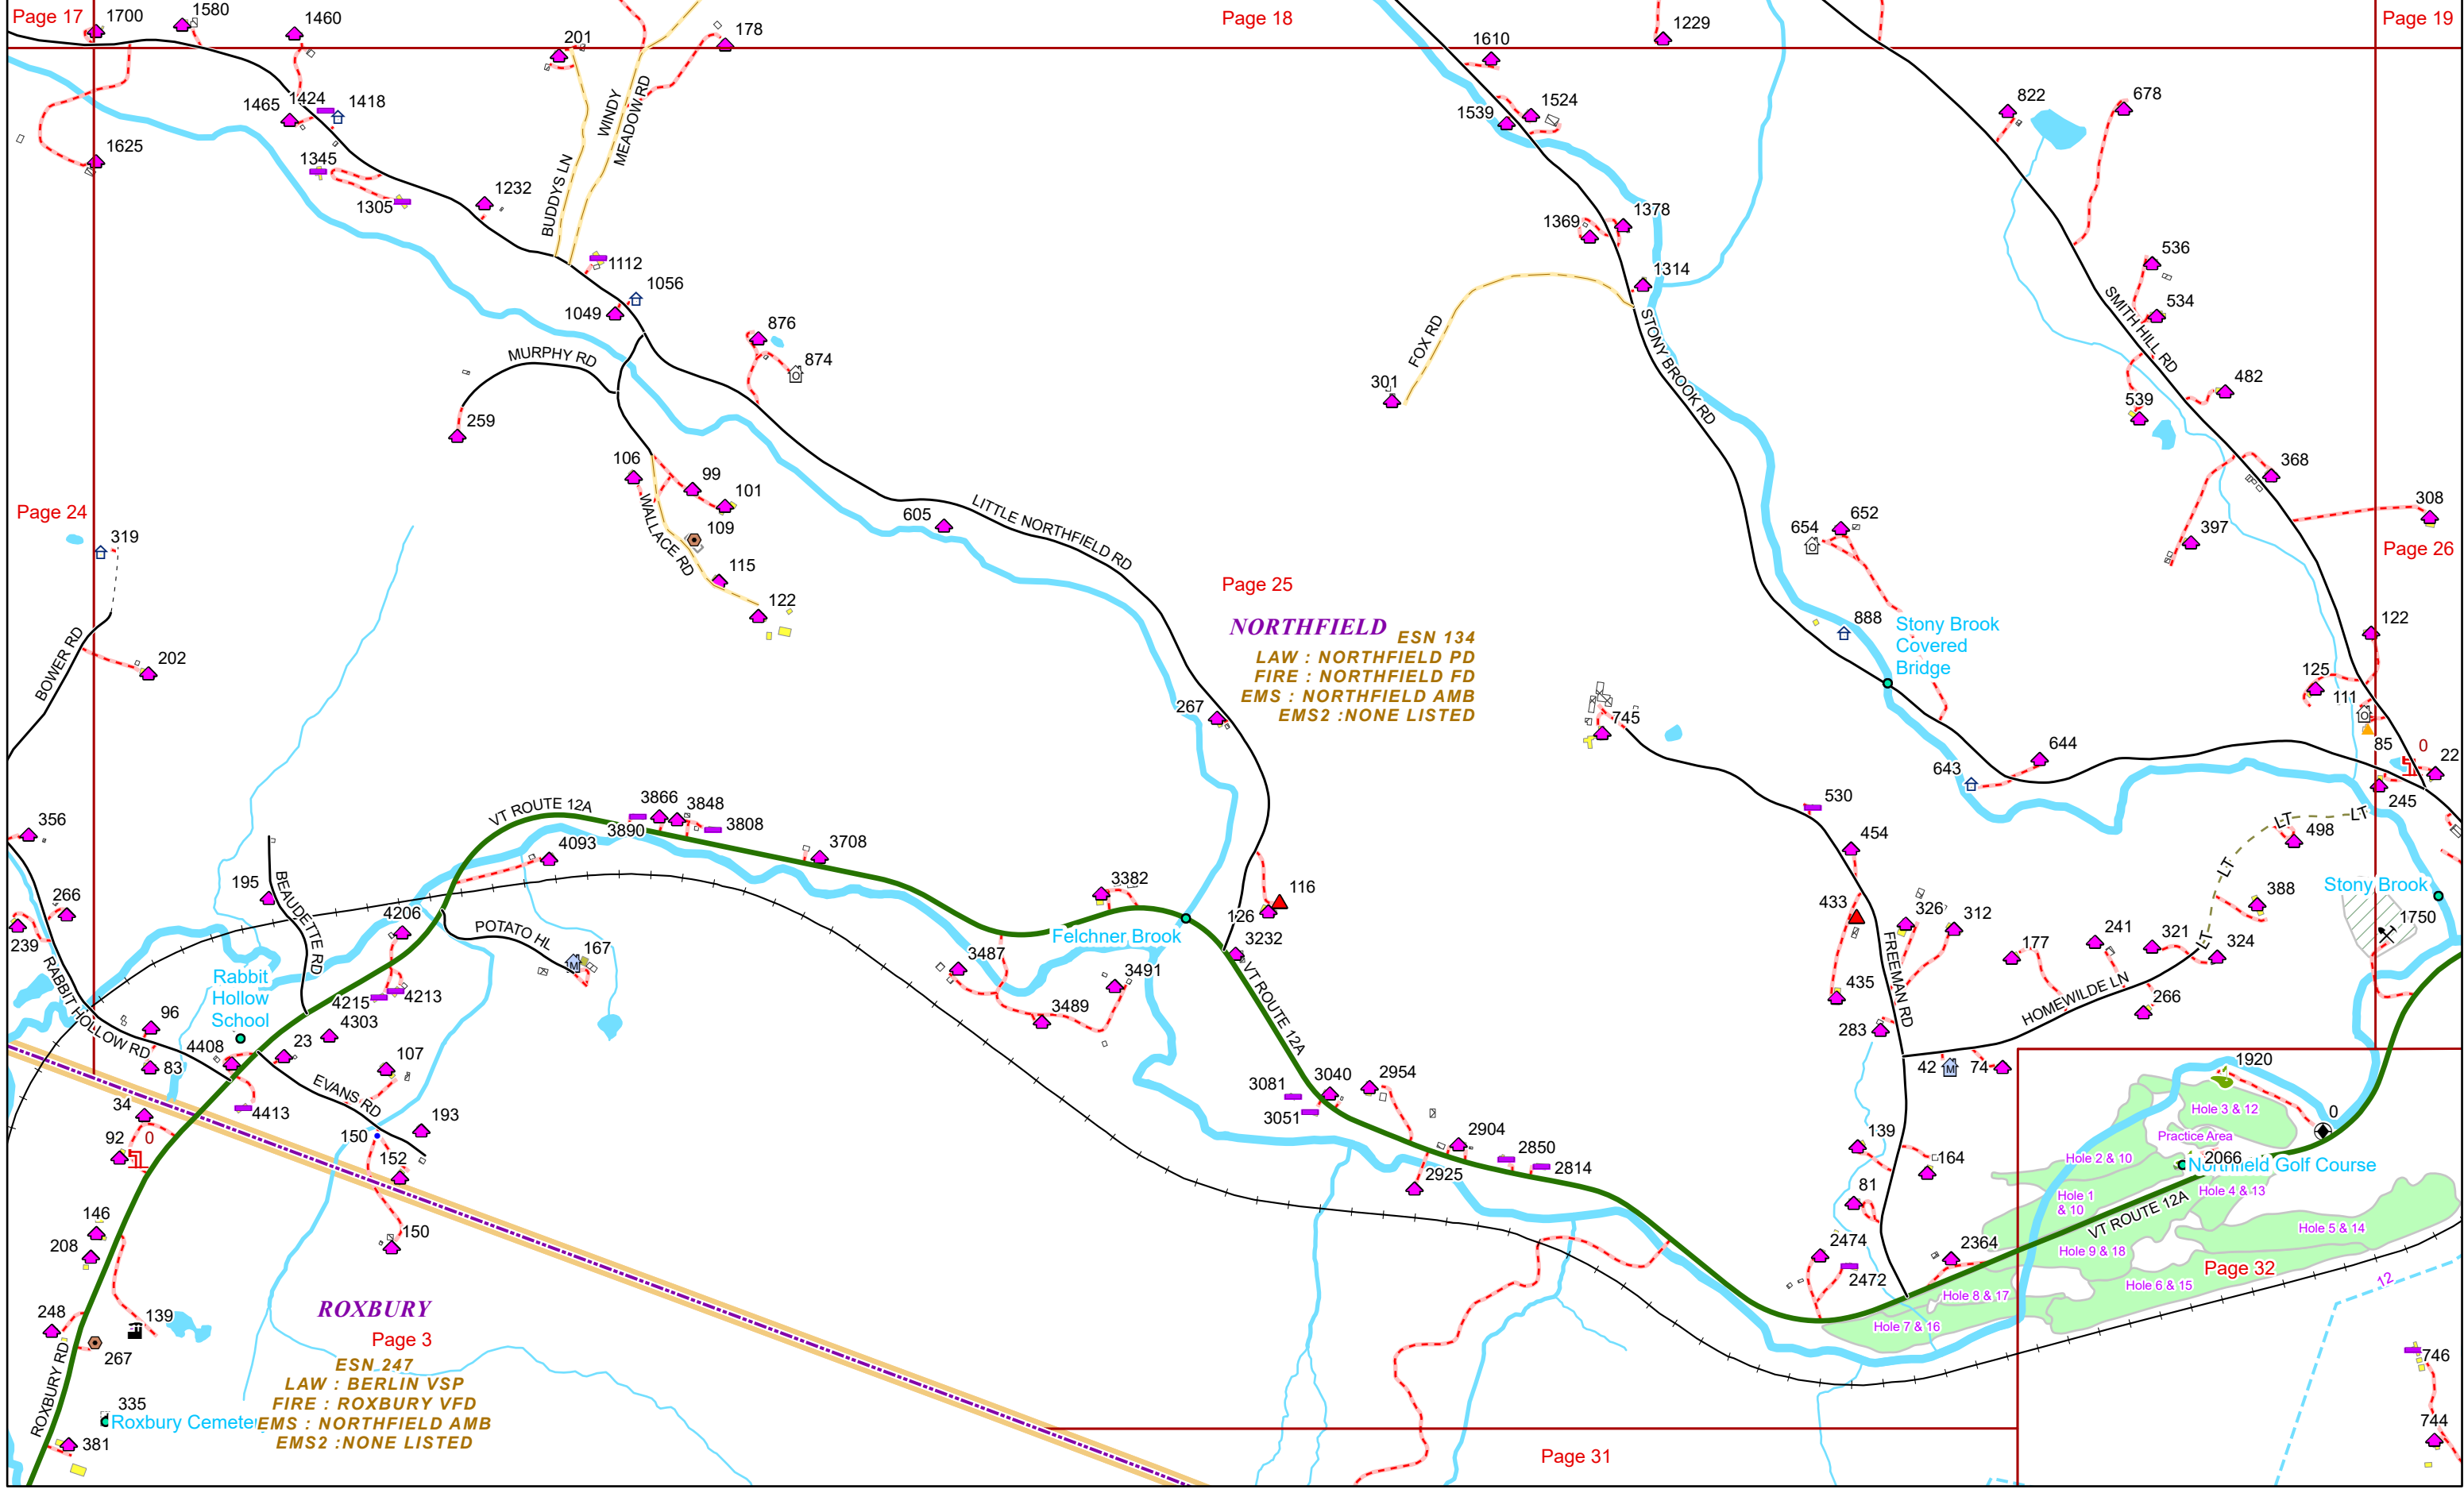 Page 17
1700
1580
1460
201
178
Page 18
1610
1229
Page 19
1465
1424
1418
1625
1345
1305
1232
BUDDYS LN
WINDY
MEADOW RD
1112
1056
1049
1539
1524
1369
1378
1314
822
678
536
534
SMITH HILL RD
482
539
368
308
397
MURPHY RD
876
874
259
FOX RD
301
STONY BROOK RD
106
99
101
109
WALLACE RD
115
122
605
LITTLE NORTHFIELD RD
Page 24
319
BOWER RD
202
654
652
Page 26
Page 25
NORTHFIELD
ESN 134
LAW : NORTHFIELD PD
FIRE : NORTHFIELD FD
EMS : NORTHFIELD AMB
EMS2 :NONE LISTED
888
Stony Brook
Covered
Bridge
122
125
111
85
0
22
245
267
745
644
643
530
356
VT ROUTE 12A
3866
3848
3890
3808
4093
3708
454
LT
LT
498
LT
LT
388
Stony Brook
1750
266
239
195
BEAUDETTE RD
4206
POTATO HL
167
3382
116
126
Felchner Brook
3232
3487
3491
3489
VT ROUTE 12A
433
435
326
312
FREEMAN RD
283
177
241
321
324
HOMEWILDE LN
266
42
74
RABBIT HOLLOW RD
Rabbit
Hollow
School
4215
4213
4303
96
4408
23
83
107
EVANS RD
4413
34
92
0
193
150
152
150
3081
3040
2954
3051
2904
2850
2814
2925
139
164
81
2474
2472
2364
1920
0
Hole 3 & 12
Practice Area
Hole 2 & 10
2066
Northfield Golf Course
Hole 1
& 10
Hole 4 & 13
VT ROUTE 12A
Hole 5 & 14
Hole 9 & 18
Page 32
Hole 6 & 15
Hole 8 & 17
Hole 7 & 16
12
146
208
248
139
267
ROXBURY RD
335
Roxbury Cemete
381
ROXBURY
Page 3
ESN 247
LAW : BERLIN VSP
FIRE : ROXBURY VFD
EMS : NORTHFIELD AMB
EMS2 :NONE LISTED
Page 31
746
744